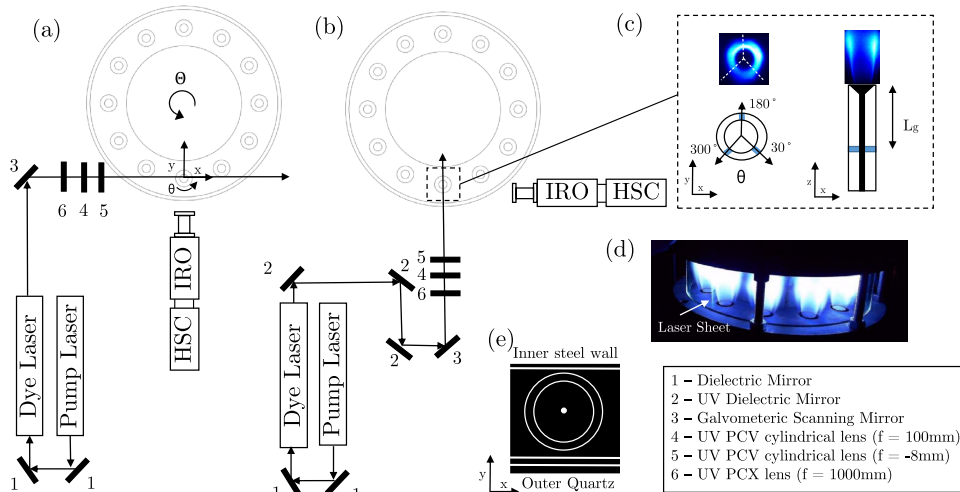 (a)
Θ
y
x
θ
3
6 4 5
IRO
HSC
Dye Laser
Pump Laser
1
1
(b)
IRO HSC
5
4
6
2
2
2
3
Dye Laser
Pump Laser
1
1
(c)
180°
300°
30°
θ
y
x
L_g
z
x
(d)
Laser Sheet
(e)
Inner steel wall
y
x
Outer Quartz
1 – Dielectric Mirror
2 – UV Dielectric Mirror
3 – Galvometeric Scanning Mirror
4 – UV PCV cylindrical lens (f = 100mm)
5 – UV PCV cylindrical lens (f = -8mm)
6 – UV PCX lens (f = 1000mm)